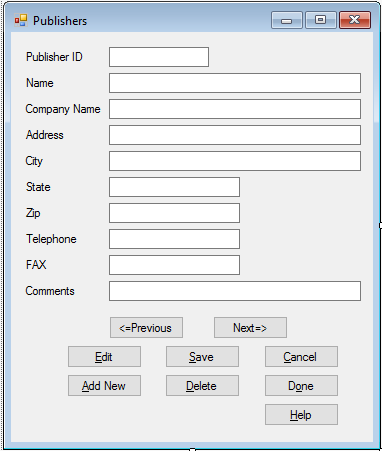 Publishers
Publisher ID
Name
Company Name
Address
City
State
Zip
Telephone
FAX
Comments
<=Previous Next=>
Edit Save Cancel
Add New Delete Done
Help